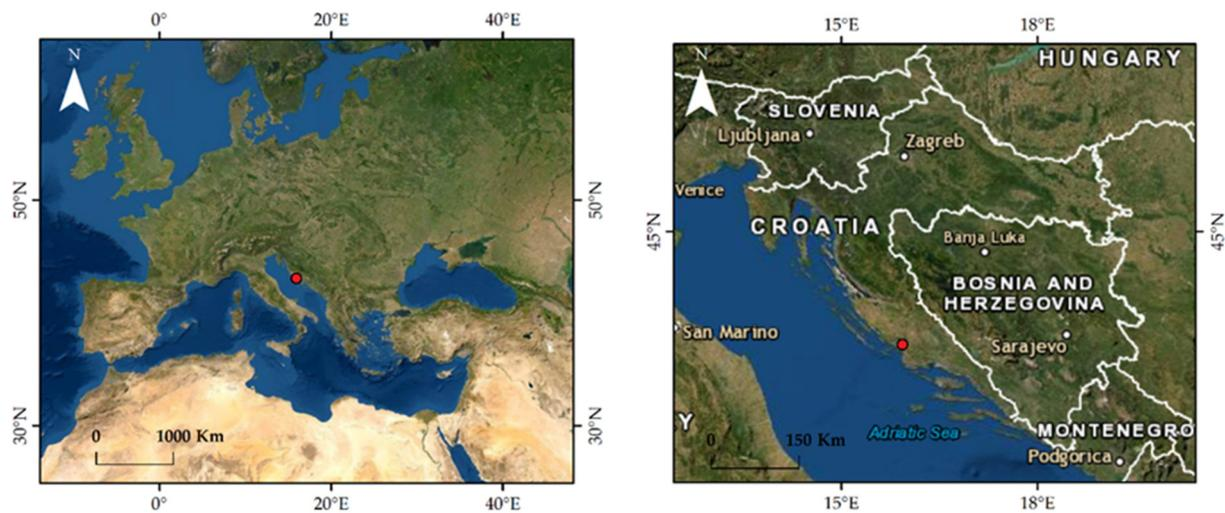 0°
20°E
40°E
N
50°N
50°N
30°N
30°N
0
1000 Km
0°
20°E
40°E
15°E
18°E
N
HUNGARY
SLOVENIA
Ljubljana
Zagreb
Venice
CROATIA
45°N
45°N
Banja Luka
BOSNIA AND
HERZEGOVINA
San Marino
Sarajevo
Y
0
150 Km
Adriatic Sea
MONTENEGRO
Podgorica
15°E
18°E